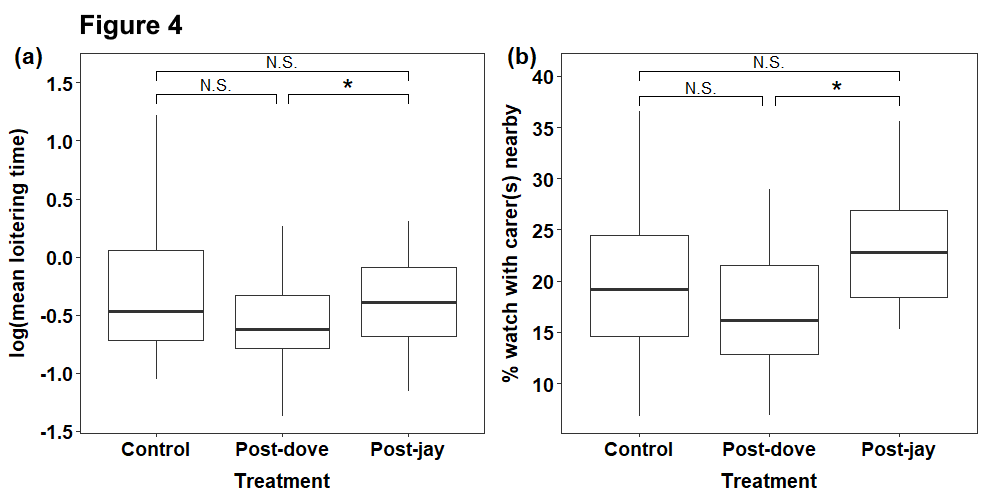 Figure 4
(a)
N.S.
N.S. *
1.5
1.0
0.5
0.0
-0.5
-1.0
-1.5
log(mean loitering time)
Control Post-dove Post-jay
Treatment
(b)
N.S.
N.S. *
40
35
30
25
20
15
10
% watch with carer(s) nearby
Control Post-dove Post-jay
Treatment